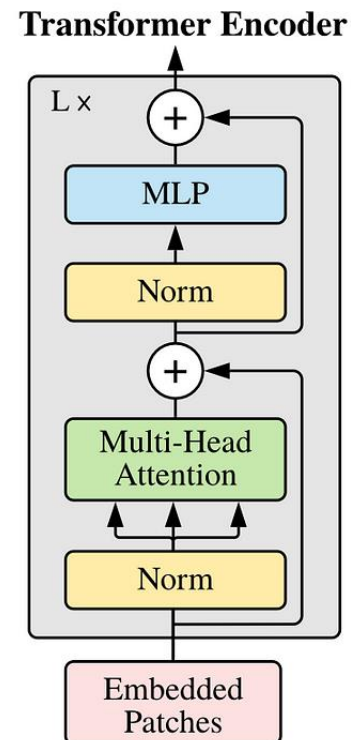 Transformer Encoder
L ×
+
MLP
Norm
+
Multi-Head
Attention
Norm
Embedded
Patches